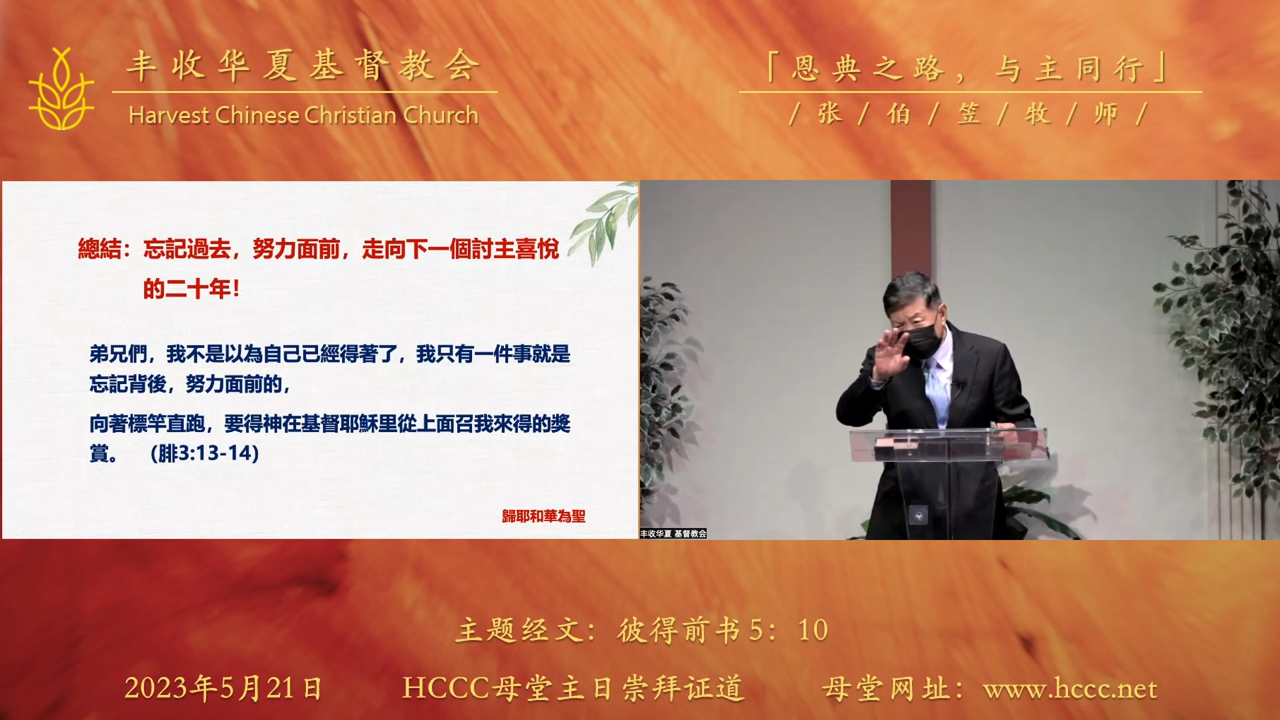 丰收华夏基督教会
Harvest Chinese Christian Church
「恩典之路，与主同行」
/ 张 / 伯 / 笠 / 牧 / 师 /
總結：忘記過去，努力面前，走向下一個討主喜悅
的二十年！
弟兄們，我不是以為自己已經得著了，我只有一件事就是
忘記背後，努力面前的，
向著標竿直跑，要得神在基督耶穌里從上面召我來得的獎
賞。 （腓3:13-14）
歸耶和華為聖
丰收华夏 基督教会
主题经文：彼得前书 5：10
2023年5月21日 HCCC母堂主日崇拜证道 母堂网址：www.hccc.net